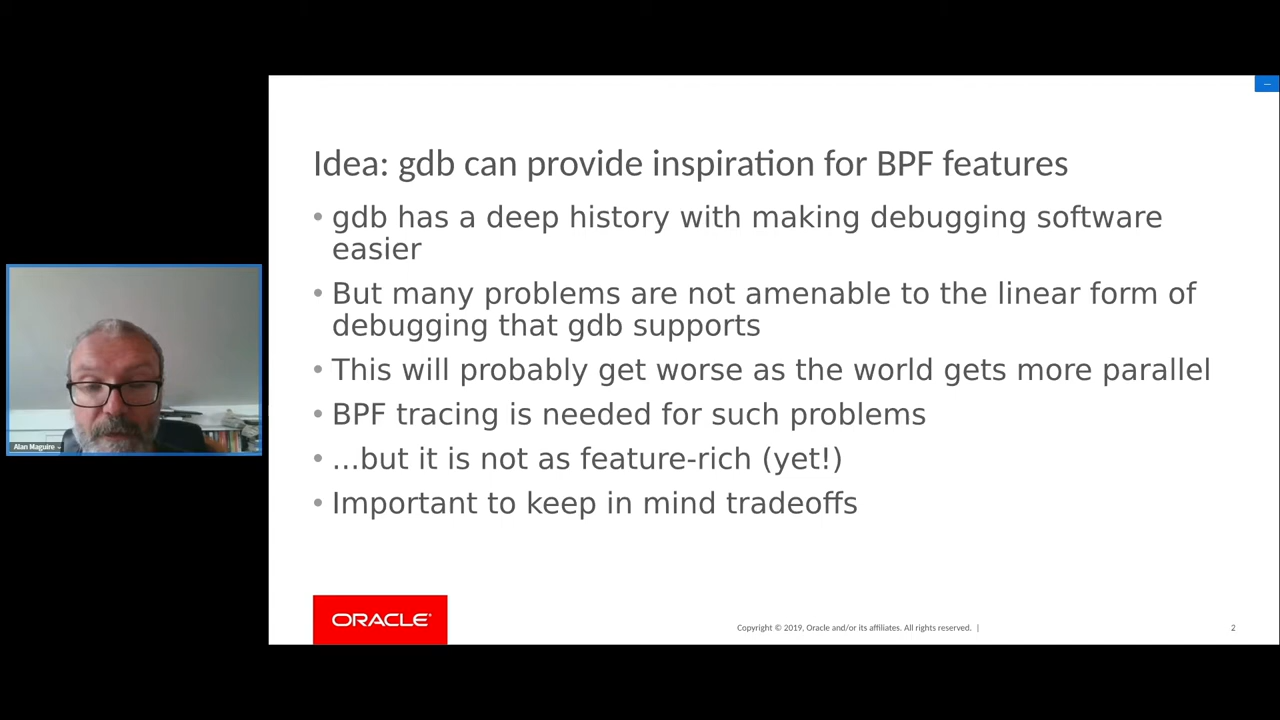 Idea: gdb can provide inspiration for BPF features
• gdb has a deep history with making debugging software
easier
• But many problems are not amenable to the linear form of
debugging that gdb supports
• This will probably get worse as the world gets more parallel
• BPF tracing is needed for such problems
• ...but it is not as feature-rich (yet!)
• Important to keep in mind tradeoffs
Alan Maguire
ORACLE®
Copyright © 2019, Oracle and/or its affiliates. All rights reserved. |
2